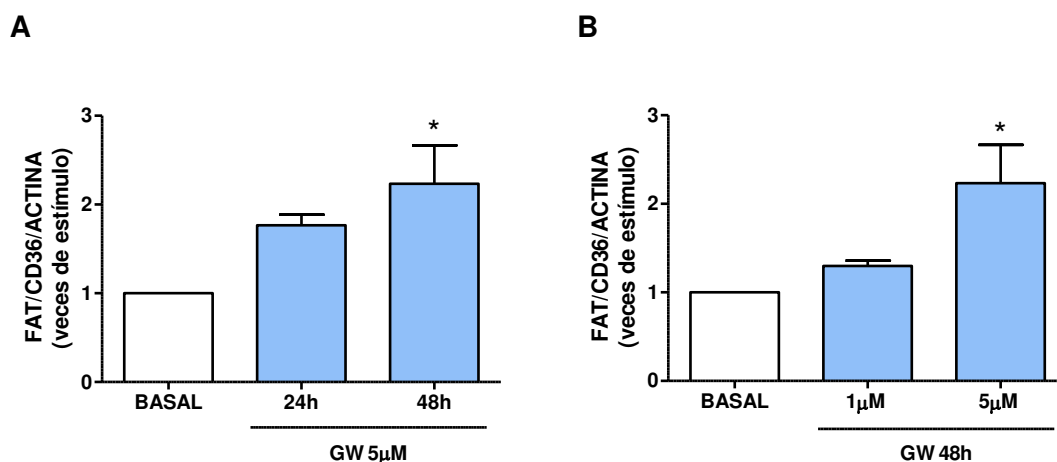 A
B
FAT/CD36/ACTINA
(veces de estímulo)
3
2
1
0
*
BASAL
24h
48h
GW 5μM
FAT/CD36/ACTINA
(veces de estímulo)
3
2
1
0
*
BASAL
1μM
5μM
GW 48h